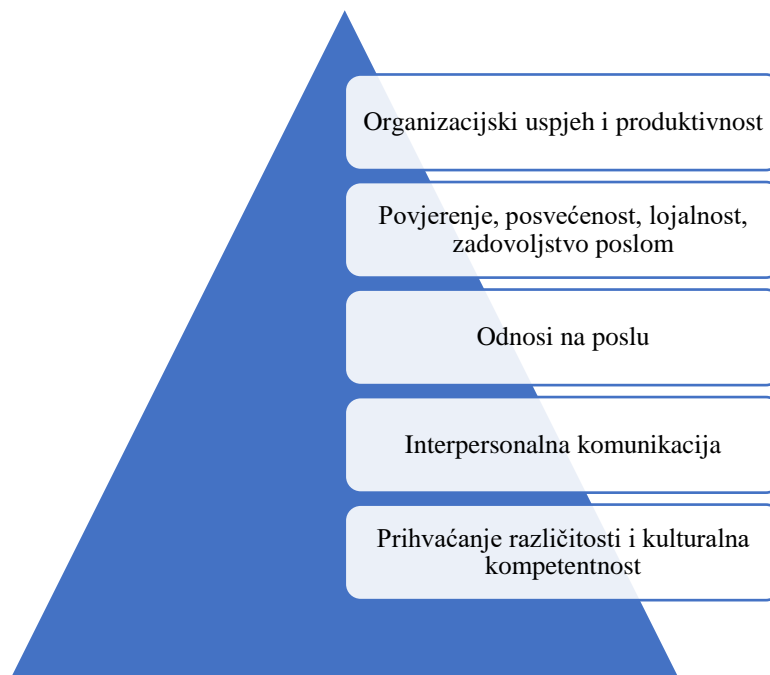 Organizacijski uspjeh i produktivnost
Povjerenje, posvećenost, lojalnost,
zadovoljstvo poslom
Odnosi na poslu
Interpersonalna komunikacija
Prihvaćanje različitosti i kulturalna
kompetentnost